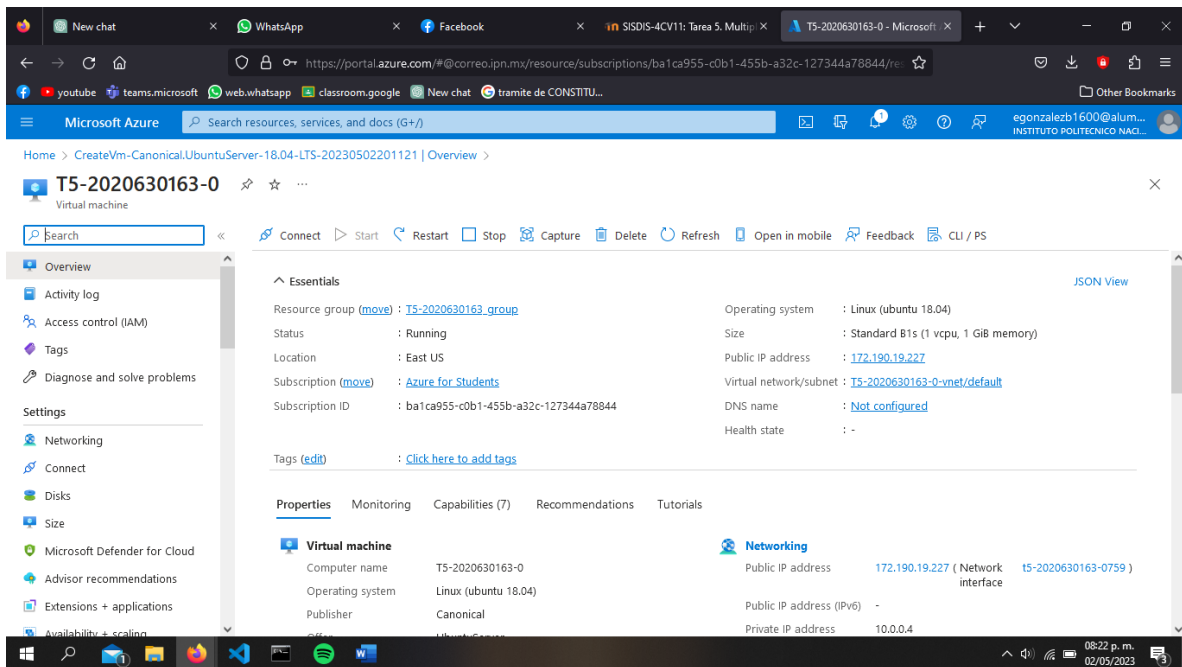 New chat
WhatsApp
Facebook
SISDIS-4CV11: Tarea 5. Multip
T5-2020630163-0 - Microsoft
https://portal.azure.com/#@correo.ipn.mx/resource/subscriptions/ba1ca955-c0b1-455b-a32c-127344a78844/res
youtube teams.microsoft web.whatsapp classroom.google New chat tramite de CONSTITU... Other Bookmarks
Microsoft Azure Search resources, services, and docs (G+/) 1 egonzalezb1600@alum...
INSTITUTO POLITECNICO NACI...
Home > CreateVm-Canonical.UbuntuServer-18.04-LTS-20230502201121 | Overview >
T5-2020630163-0
Virtual machine
Search
Connect Start Restart Stop Capture Delete Refresh Open in mobile Feedback CLI / PS
Overview
Activity log
Access control (IAM)
Tags
Diagnose and solve problems
Settings
Networking
Connect
Disks
Size
Microsoft Defender for Cloud
Advisor recommendations
Extensions + applications
Availability + scaling
Essentials
JSON View
Resource group (move) : T5-2020630163_group
Status : Running
Location : East US
Subscription (move) : Azure for Students
Subscription ID : ba1ca955-c0b1-455b-a32c-127344a78844
Operating system : Linux (ubuntu 18.04)
Size : Standard B1s (1 vcpu, 1 GiB memory)
Public IP address : 172.190.19.227
Virtual network/subnet : T5-2020630163-0-vnet/default
DNS name : Not configured
Health state : -
Tags (edit) : Click here to add tags
Properties Monitoring Capabilities (7) Recommendations Tutorials
Virtual machine
Computer name T5-2020630163-0
Operating system Linux (ubuntu 18.04)
Publisher Canonical
Offer UbuntuServer
Networking
Public IP address 172.190.19.227 ( Network interface t5-2020630163-0759 )
Public IP address (IPv6) -
Private IP address 10.0.0.4
1
08:22 p. m.
02/05/2023
3